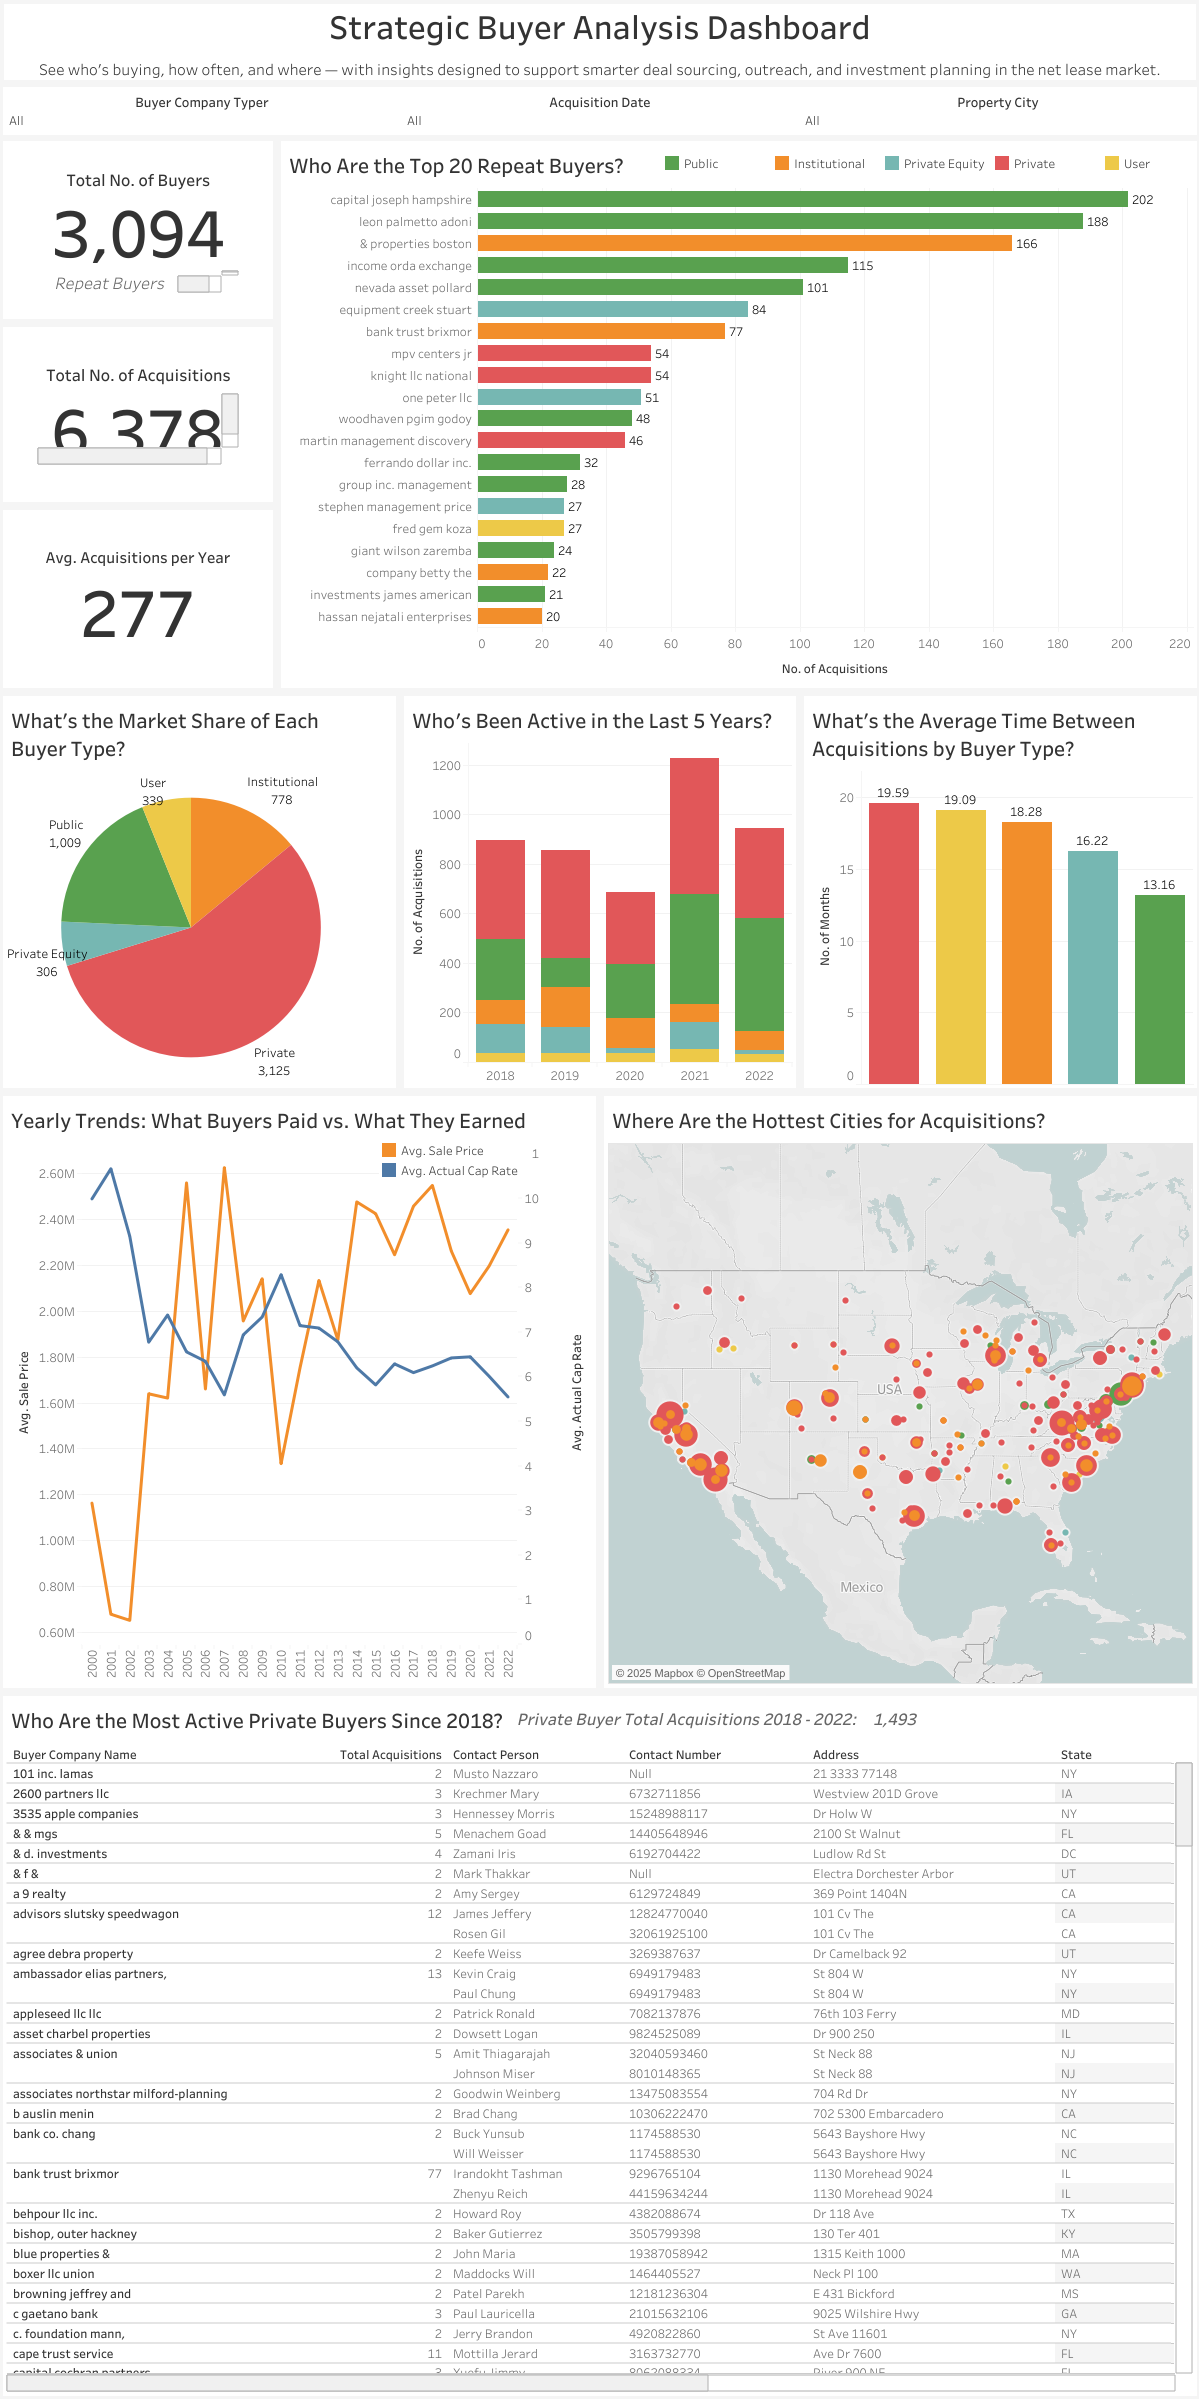 Strategic Buyer Analysis Dashboard
See who’s buying, how often, and where — with insights designed to support smarter deal sourcing, outreach, and investment planning in the net lease market.
Buyer Company Typer
Acquisition Date
Property City
All
All
All
Total No. of Buyers
3,094
Repeat Buyers
Total No. of Acquisitions
6,378
Avg. Acquisitions per Year
277
Who Are the Top 20 Repeat Buyers?
Public
Institutional
Private Equity
Private
User
capital joseph hampshire 202
leon palmetto adoni 188
& properties boston 166
income orda exchange 115
nevada asset pollard 101
equipment creek stuart 84
bank trust brixmor 77
mpv centers jr 54
knight llc national 54
one peter llc 51
woodhaven pgim godoy 48
martin management discovery 46
ferrando dollar inc. 32
group inc. management 28
stephen management price 27
fred gem koza 27
giant wilson zaremba 24
company betty the 22
investments james american 21
hassan nejatali enterprises 20
0 20 40 60 80 100 120 140 160 180 200 220
No. of Acquisitions
What’s the Market Share of Each
Buyer Type?
User
339
Institutional
778
Public
1,009
Private Equity
306
Private
3,125
Who’s Been Active in the Last 5 Years?
No. of Acquisitions
1200
1000
800
600
400
200
0
2018 2019 2020 2021 2022
What’s the Average Time Between
Acquisitions by Buyer Type?
No. of Months
20
15
10
5
0
19.59
19.09
18.28
16.22
13.16
Yearly Trends: What Buyers Paid vs. What They Earned
Avg. Sale Price
Avg. Actual Cap Rate
Avg. Sale Price
2.60M
2.40M
2.20M
2.00M
1.80M
1.60M
1.40M
1.20M
1.00M
0.80M
0.60M
1
10
9
8
7
6
5
4
3
2
1
0
Avg. Actual Cap Rate
2000 2001 2002 2003 2004 2005 2006 2007 2008 2009 2010 2011 2012 2013 2014 2015 2016 2017 2018 2019 2020 2021 2022
Where Are the Hottest Cities for Acquisitions?
USA
Mexico
© 2025 Mapbox © OpenStreetMap
Who Are the Most Active Private Buyers Since 2018? Private Buyer Total Acquisitions 2018 - 2022: 1,493
Buyer Company Name Total Acquisitions Contact Person Contact Number Address State
101 inc. lamas 2 Musto Nazzaro Null 21 3333 77148 NY
2600 partners llc 3 Krechmer Mary 6732711856 Westview 201D Grove IA
3535 apple companies 3 Hennessey Morris 15248988117 Dr Holw W NY
& & mgs 5 Menachem Goad 14405648946 2100 St Walnut FL
& d. investments 4 Zamani Iris 6192704422 Ludlow Rd St DC
& f & 2 Mark Thakkar Null Electra Dorchester Arbor UT
a 9 realty 2 Amy Sergey 6129724849 369 Point 1404N CA
advisors slutsky speedwagon 12 James Jeffery 12824770040 101 Cv The CA
Rosen Gil 32061925100 101 Cv The CA
agree debra property 2 Keefe Weiss 3269387637 Dr Camelback 92 UT
ambassador elias partners, 13 Kevin Craig 6949179483 St 804 W NY
Paul Chung 6949179483 St 804 W NY
appleseed llc llc 2 Patrick Ronald 7082137876 76th 103 Ferry MD
asset charbel properties 2 Dowsett Logan 9824525089 Dr 900 250 IL
associates & union 5 Amit Thiagarajah 32040593460 St Neck 88 NJ
Johnson Miser 8010148365 St Neck 88 NJ
associates northstar milford-planning 2 Goodwin Weinberg 13475083554 704 Rd Dr NY
b auslin menin 2 Brad Chang 10306222470 702 5300 Embarcadero CA
bank co. chang 2 Buck Yunsub 1174588530 5643 Bayshore Hwy NC
Will Weisser 1174588530 5643 Bayshore Hwy NC
bank trust brixmor 77 Irandokht Tashman 9296765104 1130 Morehead 9024 IL
Zhenyu Reich 44159634244 1130 Morehead 9024 IL
behpour llc inc. 2 Howard Roy 4382088674 Dr 118 Ave TX
bishop, outer hackney 2 Baker Gutierrez 3505799398 130 Ter 401 KY
blue properties & 2 John Maria 19387058942 1315 Keith 1000 MA
boxer llc union 2 Maddocks Will 1464405527 Neck Pl 100 WA
browning jeffrey and 2 Patel Parekh 12181236304 E 431 Bickford MS
c gaetano bank 3 Paul Lauricella 21015632106 9025 Wilshire Hwy GA
c. foundation mann, 2 Jerry Brandon 4920822860 St Ave 11601 NY
cape trust service 11 Mottilla Jerard 3163732770 Ave Dr 7600 FL